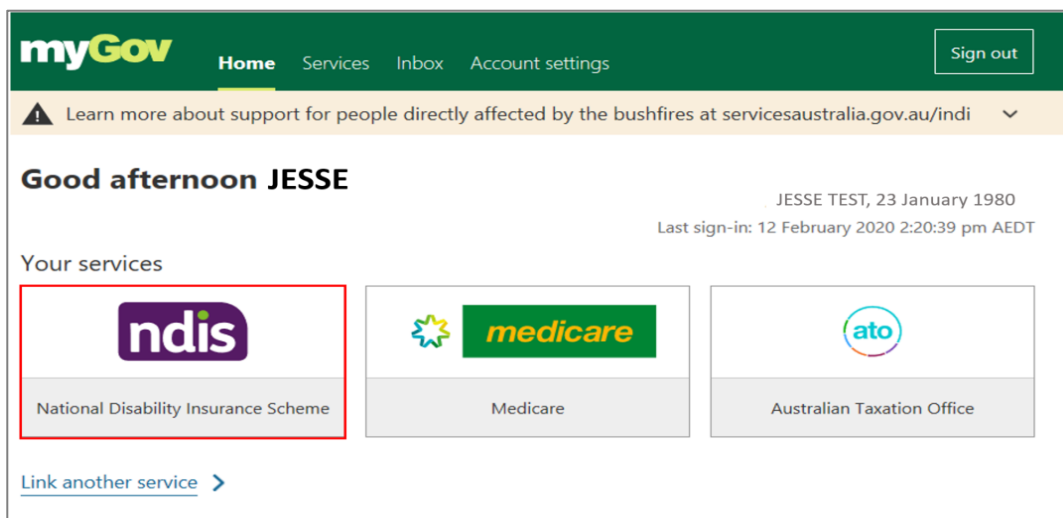 myGov Home Services Inbox Account settings Sign out
Learn more about support for people directly affected by the bushfires at servicesaustralia.gov.au/indi
Good afternoon JESSE
JESSE TEST, 23 January 1980
Last sign-in: 12 February 2020 2:20:39 pm AEDT
Your services
ndis medicare ato
National Disability Insurance Scheme Medicare Australian Taxation Office
Link another service